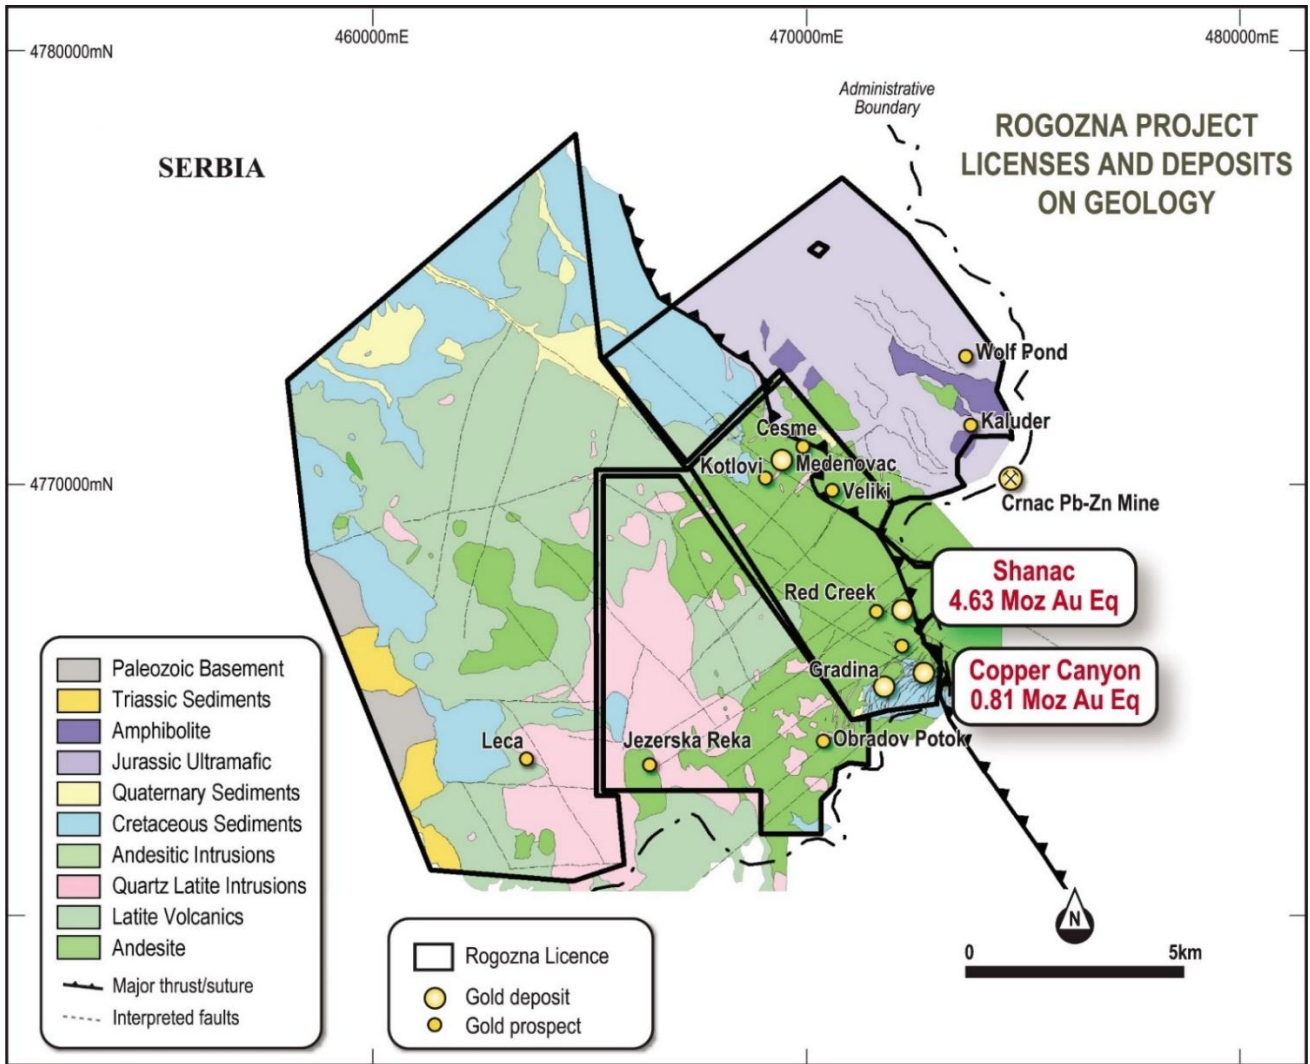 460000mE
470000mE
480000mE
4780000mN
Administrative
Boundary
ROGOZNA PROJECT
LICENSES AND DEPOSITS
ON GEOLOGY
SERBIA
Wolf Pond
Kaluder
Cesme
Kotlovi
Medenovac
Veliki
4770000mN
Crnac Pb-Zn Mine
Shanac
4.63 Moz Au Eq
Red Creek
Gradina
Copper Canyon
0.81 Moz Au Eq
Leca
Jezerska Reka
Obradov Potok
Paleozoic Basement
Triassic Sediments
Amphibolite
Jurassic Ultramafic
Quaternary Sediments
Cretaceous Sediments
Andesitic Intrusions
Quartz Latite Intrusions
Latite Volcanics
Andesite
Major thrust/suture
Interpreted faults
Rogozna Licence
Gold deposit
Gold prospect
N
0
5km